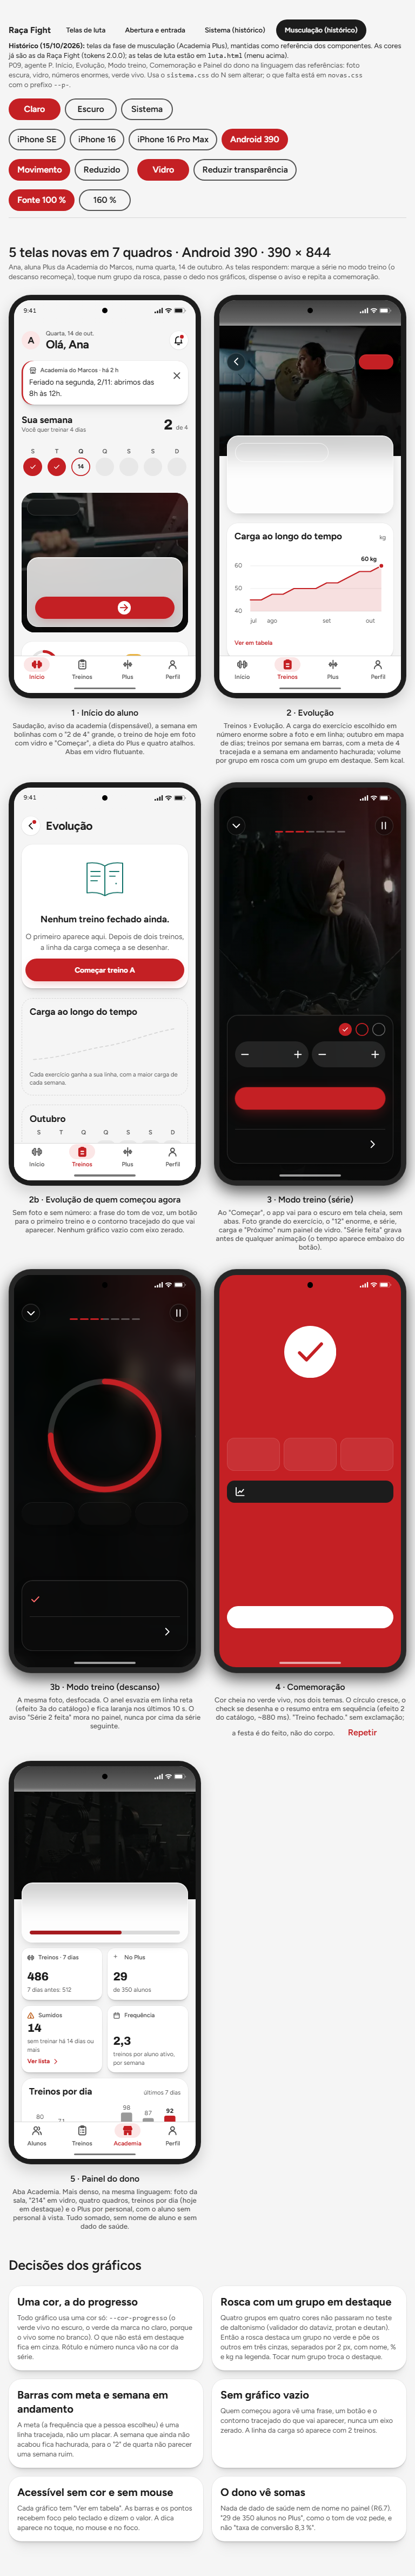 Raça Fight
Telas de luta
Abertura e entrada
Sistema (histórico)
Musculação (histórico)
Histórico (15/10/2026): telas da fase de musculação (Academia Plus), mantidas como referência dos componentes. As cores
já são as da Raça Fight (tokens 2.0.0); as telas de luta estão em luta.html (menu acima).
P09, agente P. Início, Evolução, Modo treino, Comemoração e Painel do dono na linguagem das referências: foto
escura, vidro, números enormes, verde vivo. Usa o sistema.css do N sem alterar; o que falta está em novas.css
com o prefixo --p-.
Claro
Escuro
Sistema
iPhone SE
iPhone 16
iPhone 16 Pro Max
Android 390
Movimento
Reduzido
Vidro
Reduzir transparência
Fonte 100 %
160 %
5 telas novas em 7 quadros · Android 390 · 390 × 844
Ana, aluna Plus da Academia do Marcos, numa quarta, 14 de outubro. As telas respondem: marque a série no modo treino (o
descanso recomeça), toque num grupo da rosca, passe o dedo nos gráficos, dispense o aviso e repita a comemoração.
9:41
A
Quarta, 14 de out.
Olá, Ana
Academia do Marcos · há 2 h
Feriado na segunda, 2/11: abrimos das
8h às 12h.
Sua semana
Você quer treinar 4 dias
2 de 4
S T Q Q S S D
14
Início
Treinos
Plus
Perfil
1 · Início do aluno
Saudação, aviso da academia (dispensável), a semana em
bolinhas com o "2 de 4" grande, o treino de hoje em foto
com vidro e "Começar", a dieta do Plus e quatro atalhos.
Abas em vidro flutuante.
Carga ao longo do tempo
kg
60 kg
60
50
40
jul
ago
set
out
Ver em tabela
Início
Treinos
Plus
Perfil
2 · Evolução
Treinos › Evolução. A carga do exercício escolhido em
número enorme sobre a foto e em linha; outubro em mapa
de dias; treinos por semana em barras, com a meta de 4
tracejada e a semana em andamento hachurada; volume
por grupo em rosca com um grupo em destaque. Sem kcal.
9:41
Evolução
Nenhum treino fechado ainda.
O primeiro aparece aqui. Depois de dois treinos,
a linha da carga começa a se desenhar.
Começar treino A
Carga ao longo do tempo
Cada exercício ganha a sua linha, com a maior carga de
cada semana.
Outubro
S T Q Q S S D
Início
Treinos
Plus
Perfil
2b · Evolução de quem começou agora
Sem foto e sem número: a frase do tom de voz, um botão
para o primeiro treino e o contorno tracejado do que vai
aparecer. Nenhum gráfico vazio com eixo zerado.
3 · Modo treino (série)
Ao "Começar", o app vai para o escuro em tela cheia, sem
abas. Foto grande do exercício, o "12" enorme, e série,
carga e "Próximo" num painel de vidro. "Série feita" grava
antes de qualquer animação (o tempo aparece embaixo do
botão).
3b · Modo treino (descanso)
A mesma foto, desfocada. O anel esvazia em linha reta
(efeito 3a do catálogo) e fica laranja nos últimos 10 s. O
aviso "Série 2 feita" mora no painel, nunca por cima da série
seguinte.
4 · Comemoração
Cor cheia no verde vivo, nos dois temas. O círculo cresce, o
check se desenha e o resumo entra em sequência (efeito 2
do catálogo, ~880 ms). "Treino fechado." sem exclamação;
a festa é do feito, não do corpo.
Repetir
Treinos · 7 dias
486
7 dias antes: 512
No Plus
29
de 350 alunos
Sumidos
14
sem treinar há 14 dias ou
mais
Ver lista
Frequência
2,3
treinos por aluno ativo,
por semana
Treinos por dia
últimos 7 dias
80
71
98
87
92
Alunos
Treinos
Academia
Perfil
5 · Painel do dono
Aba Academia. Mais denso, na mesma linguagem: foto da
sala, "214" em vidro, quatro quadros, treinos por dia (hoje
em destaque) e o Plus por personal, com o aluno sem
personal à vista. Tudo somado, sem nome de aluno e sem
dado de saúde.
Decisões dos gráficos
Uma cor, a do progresso
Todo gráfico usa uma cor só: --cor-progresso (o
verde vivo no escuro, o verde da marca no claro, porque
o vivo some no branco). O que não está em destaque
fica em cinza. Rótulo e número nunca vão na cor da
série.
Rosca com um grupo em destaque
Quatro grupos em quatro cores não passaram no teste
de daltonismo (validador do dataviz, protan e deutan).
Então a rosca destaca um grupo no verde e põe os
outros em três cinzas, separados por 2 px, com nome, %
e kg na legenda. Tocar num grupo troca o destaque.
Barras com meta e semana em
andamento
A meta (a frequência que a pessoa escolheu) é uma
linha tracejada, não um placar. A semana que ainda não
acabou fica hachurada, para o "2" de quarta não parecer
uma semana ruim.
Sem gráfico vazio
Quem começou agora vê uma frase, um botão e o
contorno tracejado do que vai aparecer, nunca um eixo
zerado. A linha da carga só aparece com 2 treinos.
Acessível sem cor e sem mouse
Cada gráfico tem "Ver em tabela". As barras e os pontos
recebem foco pelo teclado e dizem o valor. A dica
aparece no toque, no mouse e no foco.
O dono vê somas
Nada de dado de saúde nem de nome no painel (R6.7).
"29 de 350 alunos no Plus", como o tom de voz pede, e
não "taxa de conversão 8,3 %".